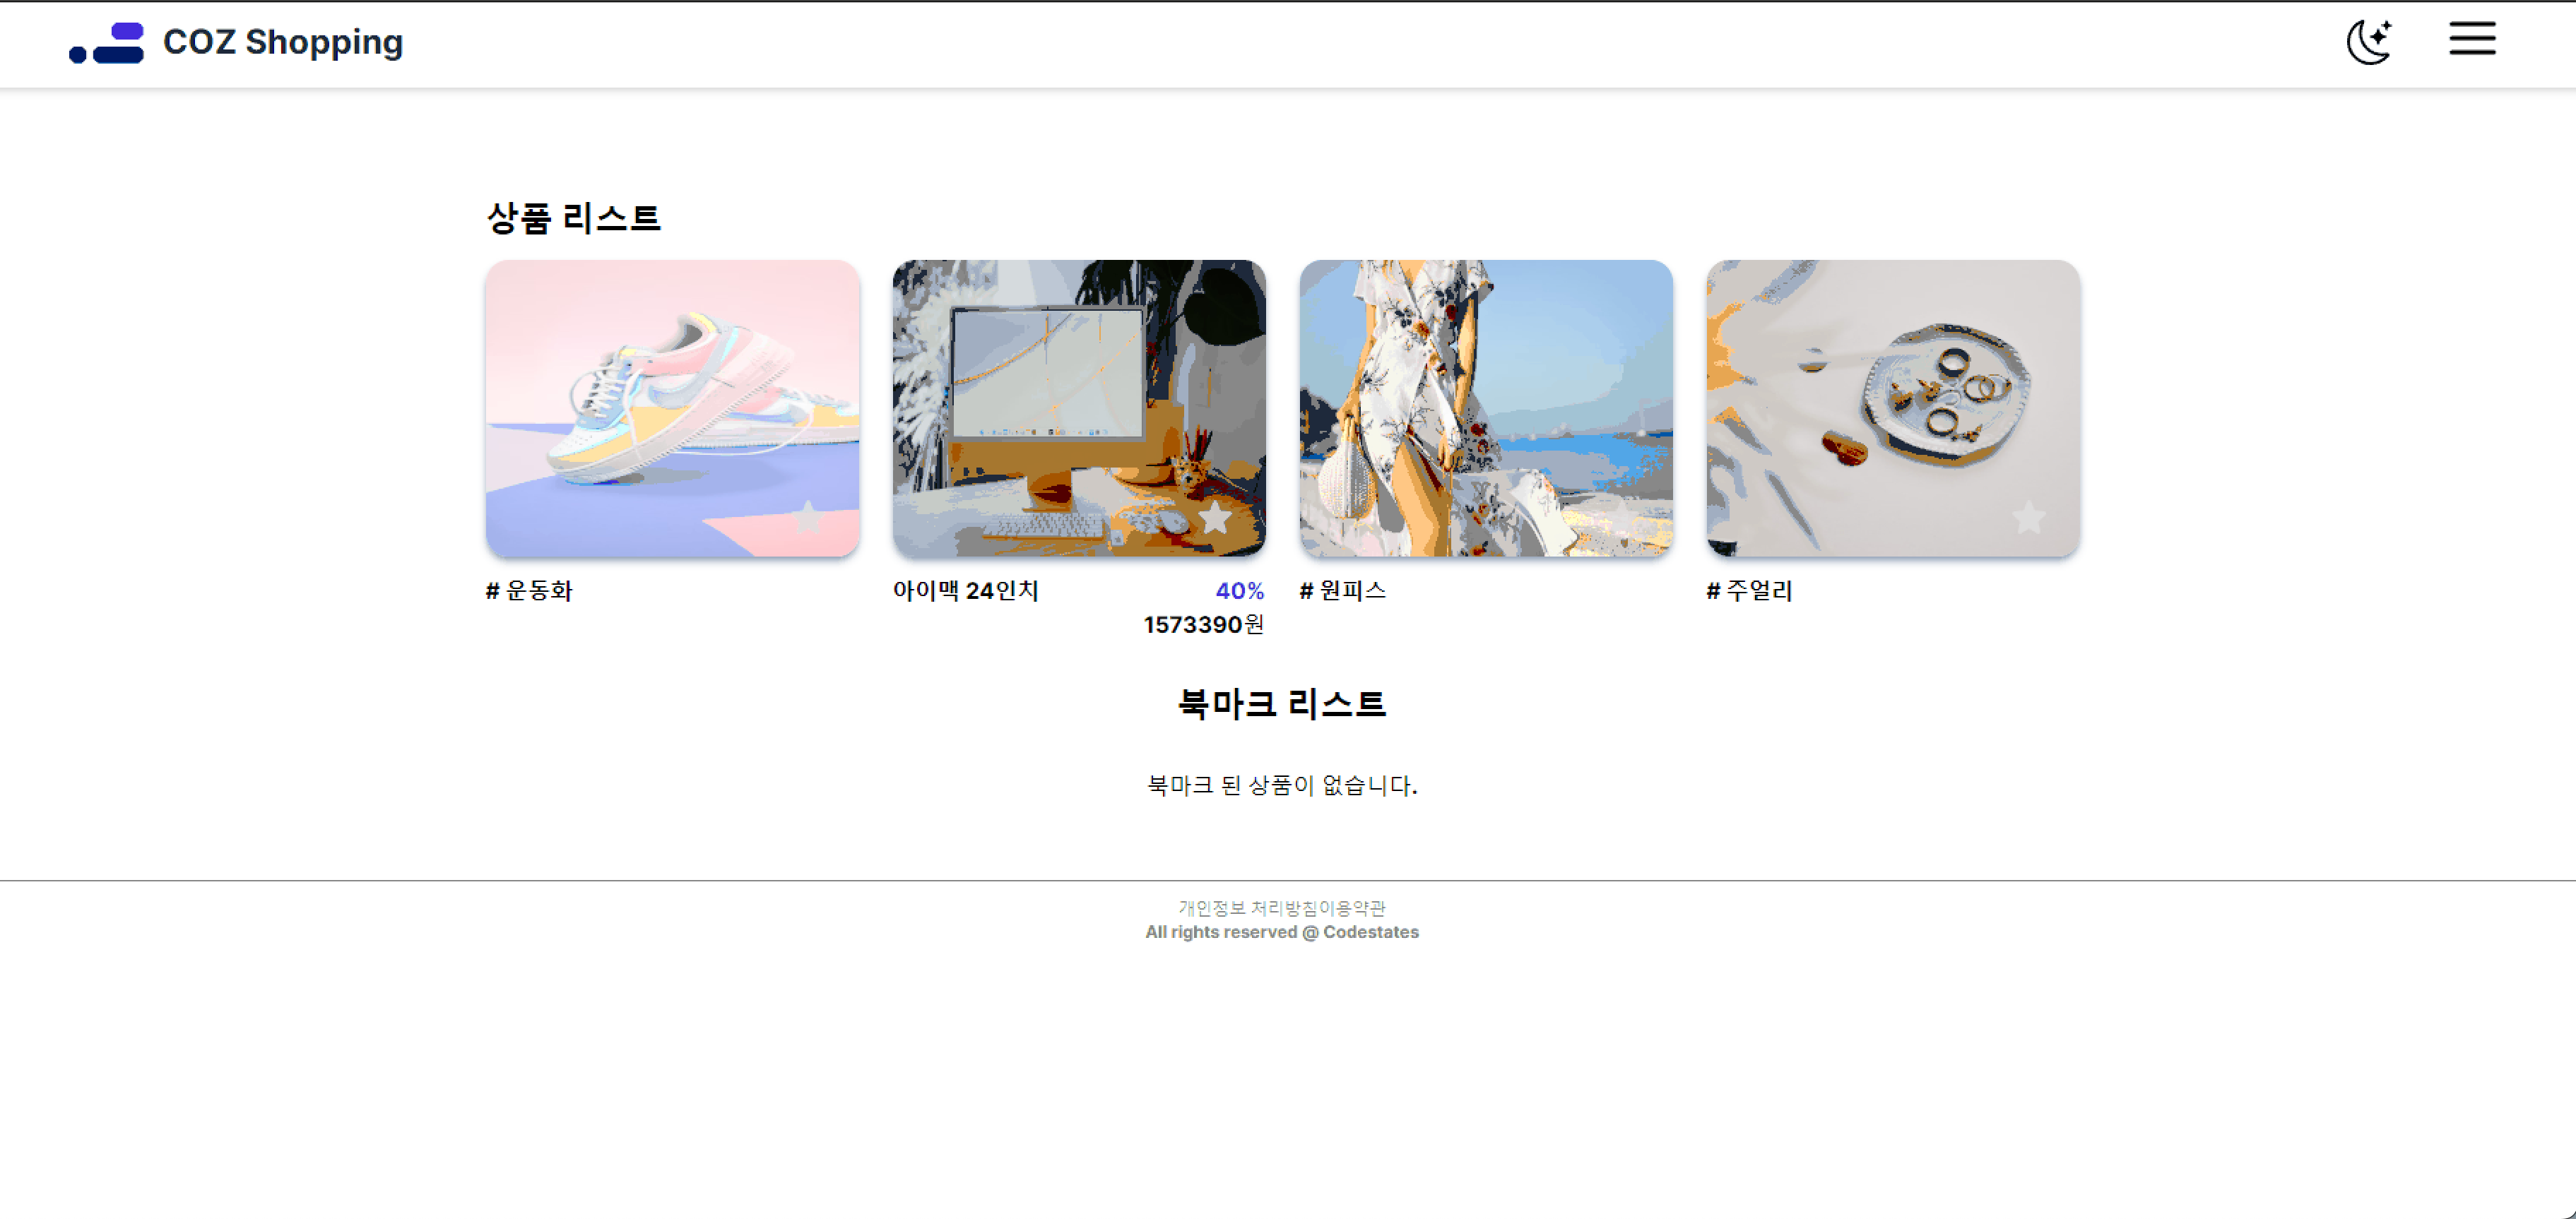 COZ Shopping
상품 리스트
# 운동화
아이맥 24인치 40%
1573390원
# 원피스
# 주얼리
북마크 리스트
북마크 된 상품이 없습니다.
개인정보 처리방침이용약관
All rights reserved @ Codestates